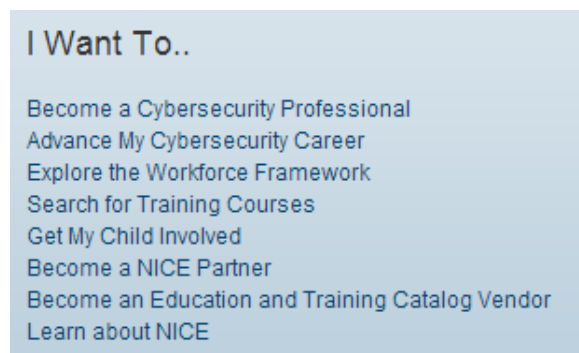 I Want To..
Become a Cybersecurity Professional
Advance My Cybersecurity Career
Explore the Workforce Framework
Search for Training Courses
Get My Child Involved
Become a NICE Partner
Become an Education and Training Catalog Vendor
Learn about NICE